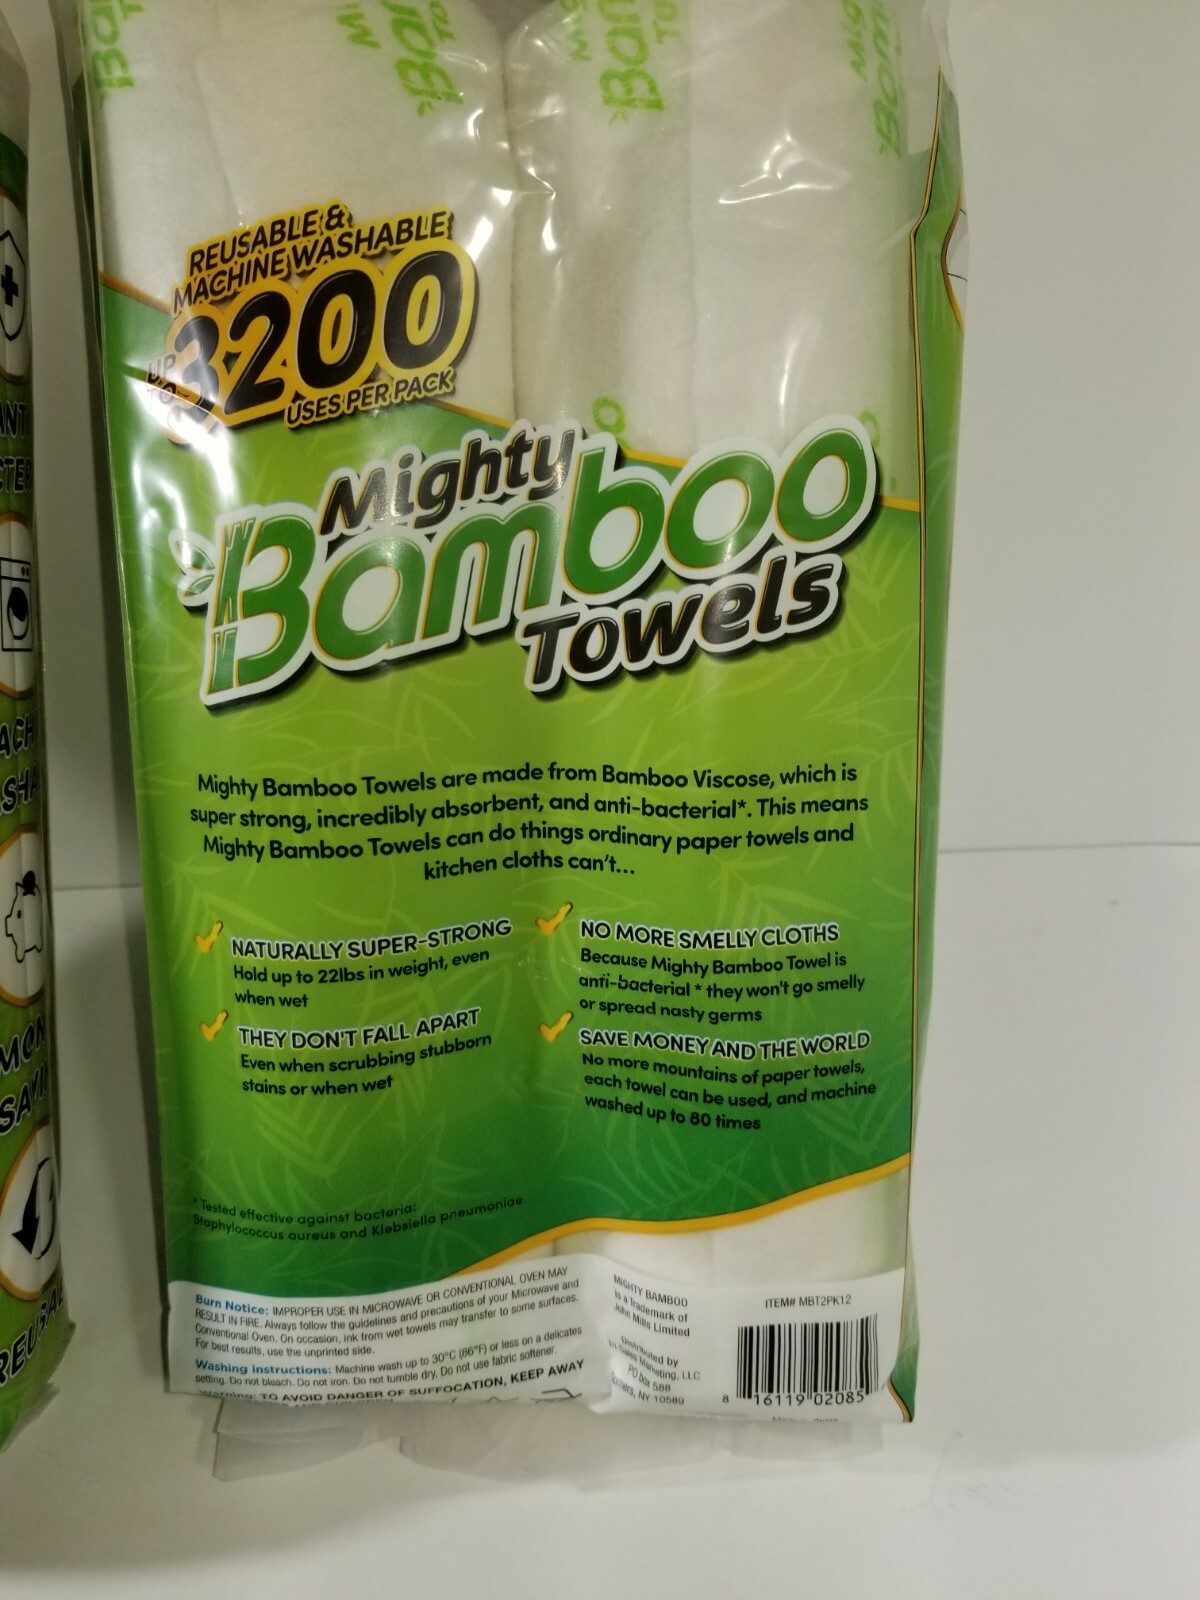 REUSABLE &
MACHINE WASHABLE
UP TO 3200
USES PER PACK
Mighty
Bamboo
Towels
Mighty Bamboo Towels are made from Bamboo Viscose, which is
super strong, incredibly absorbent, and anti-bacterial*. This means
Mighty Bamboo Towels can do things ordinary paper towels and
kitchen cloths can't...
NATURALLY SUPER-STRONG
Hold up to 22lbs in weight, even
when wet
THEY DON'T FALL APART
Even when scrubbing stubborn
stains or when wet
NO MORE SMELLY CLOTHS
Because Mighty Bamboo Towel is
anti-bacterial * they won't go smelly
or spread nasty germs
SAVE MONEY AND THE WORLD
No more mountains of paper towels,
each towel can be used, and machine
washed up to 80 times
* Tested effective against bacteria:
Staphylococcus aureus and Klebsiella pneumoniae.
Burn Notice: IMPROPER USE IN MICROWAVE OR CONVENTIONAL OVEN MAY
RESULT IN FIRE. Always follow the guidelines and precautions of your Microwave and
Conventional Oven. On occasion, ink from wet towels may transfer to some surfaces.
For best results, use the unprinted side.
Washing instructions: Machine wash up to 30°C (86°F) or less on a delicates
setting. Do not bleach. Do not iron. Do not tumble dry, Do not use fabric softener.
Warning: TO AVOID DANGER OF SUFFOCATION, KEEP AWAY
MIGHTY BAMBOO
is a Trademark of
John Mills Limited
Distributed by
Tri-Sales Marketing, LLC
PO box 588
NY 10589
ITEM# MBT2PK12
8 16119 02085